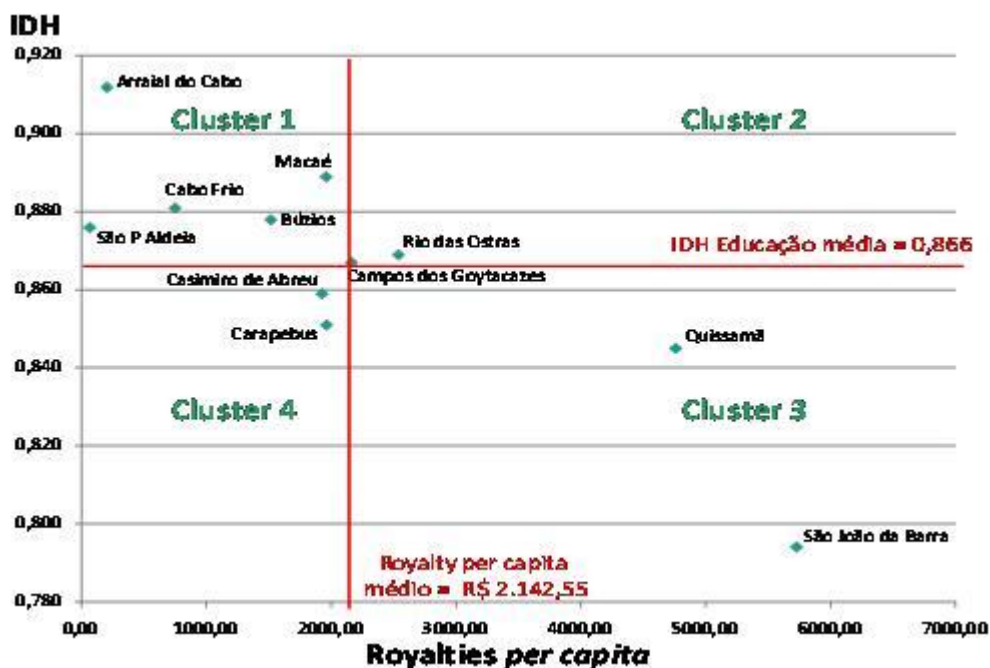 IDH
0,920
Arraial do Cabo
Cluster 1
Cluster 2
0,900
Macaé
Cabo Frio
0,880
Búzios
São P Aldeia
Rio das Ostras
IDH Educação média = 0,866
Casimiro de Abreu
Campos dos Goytacazes
0,860
Carapebus
Quissamã
0,840
Cluster 4
Cluster 3
0,820
0,800
São João da Barra
Royalty per capita
médio = R$ 2.142,55
0,780
0,00 1000,00 2000,00 3000,00 4000,00 5000,00 6000,00 7000,00
Royalties per capita